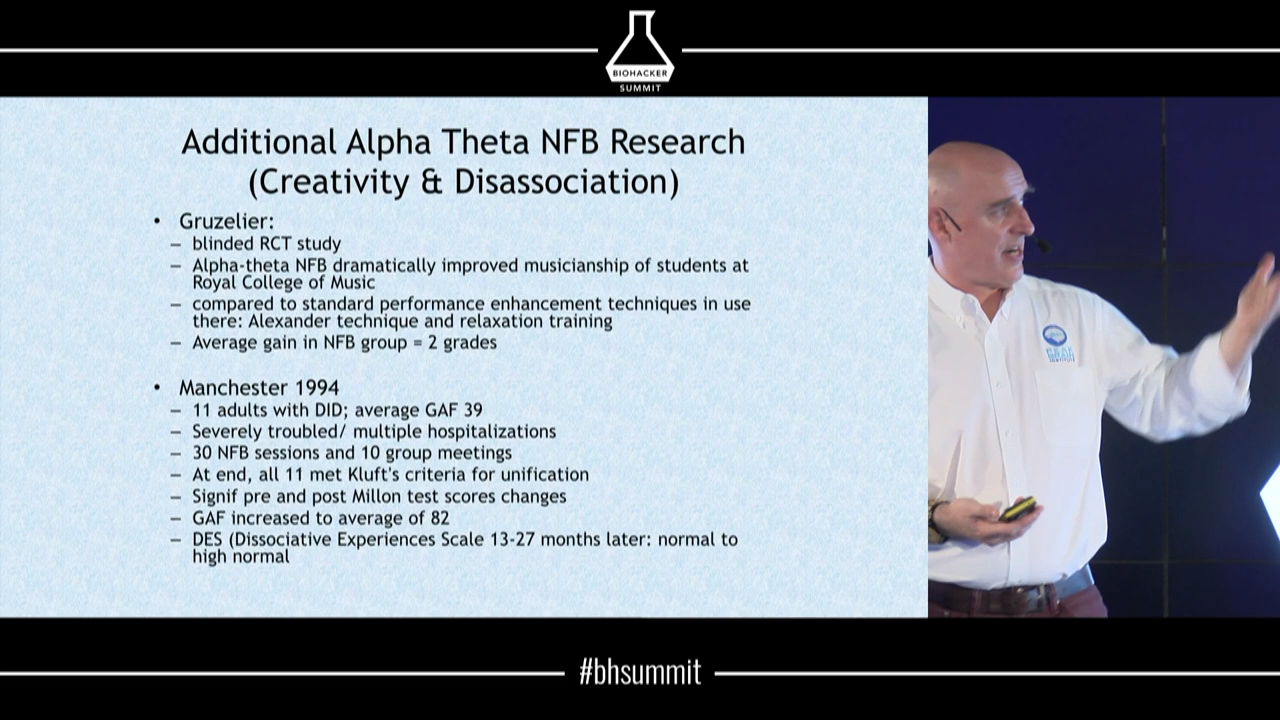 BIOHACKER
SUMMIT
Additional Alpha Theta NFB Research
(Creativity & Disassociation)
• Gruzelier:
– blinded RCT study
– Alpha-theta NFB dramatically improved musicianship of students at
Royal College of Music
– compared to standard performance enhancement techniques in use
there: Alexander technique and relaxation training
– Average gain in NFB group = 2 grades
• Manchester 1994
– 11 adults with DID; average GAF 39
– Severely troubled/ multiple hospitalizations
– 30 NFB sessions and 10 group meetings
– At end, all 11 met Kluft's criteria for unification
– Signif pre and post Millon test scores changes
– GAF increased to average of 82
– DES (Dissociative Experiences Scale 13-27 months later: normal to
high normal
#bhsummit